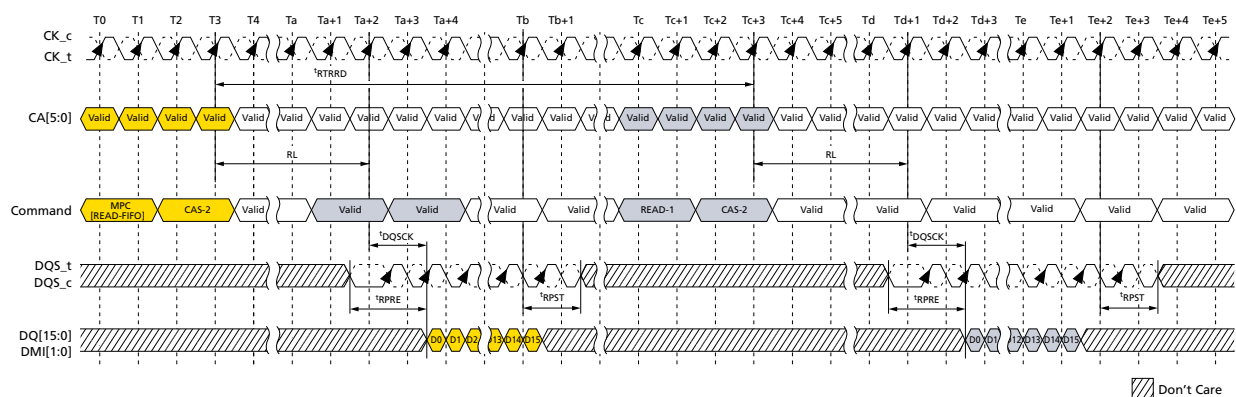 T0 T1 T2 T3 T4 Ta Ta+1 Ta+2 Ta+3 Ta+4 Tb Tb+1 Tc Tc+1 Tc+2 Tc+3 Tc+4 Tc+5 Td Td+1 Td+2 Td+3 Te Te+1 Te+2 Te+3 Te+4 Te+5
CK_c
CK_t
tRTRRD
CA[5:0] Valid Valid Valid Valid Valid Valid Valid Valid Valid Valid Valid Valid Valid Valid Valid Valid Valid Valid Valid Valid Valid Valid Valid Valid Valid Valid Valid Valid Valid
RL RL
Command MPC [READ-FIFO] CAS-2 Valid Valid Valid Valid Valid READ-1 CAS-2 Valid Valid Valid Valid Valid Valid
tDQSCK tDQSCK
DQS_t
DQS_c
tRPRE tRPST tRPRE tRPST
DQ[15:0]
DMI[1:0]
D0 D1 D2 D13 D14 D15 D0 D1 D12 D13 D14 D15
Don't Care